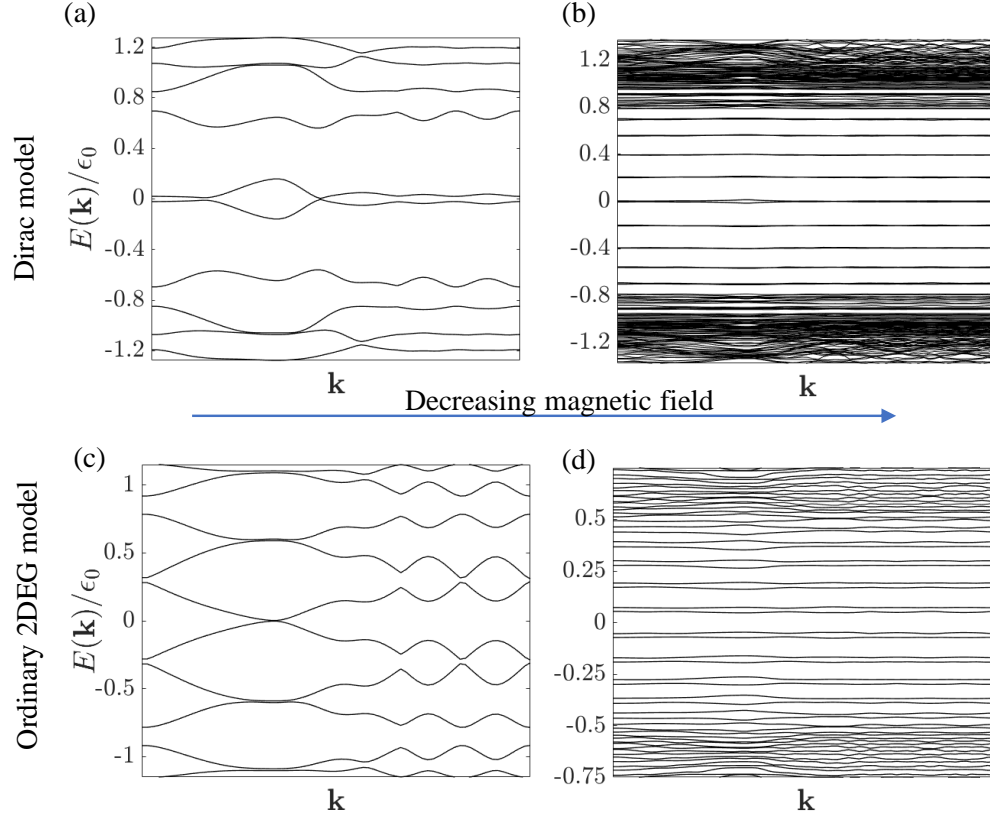 (a)
(b)
Dirac model
E(k)/ϵ₀
1.2
0.8
0.4
0
-0.4
-0.8
-1.2
k
1.2
0.8
0.4
0
-0.4
-0.8
-1.2
k
Decreasing magnetic field
(c)
(d)
Ordinary 2DEG model
E(k)/ϵ₀
1
0.5
0
-0.5
-1
k
0.5
0.25
0
-0.25
-0.5
-0.75
k